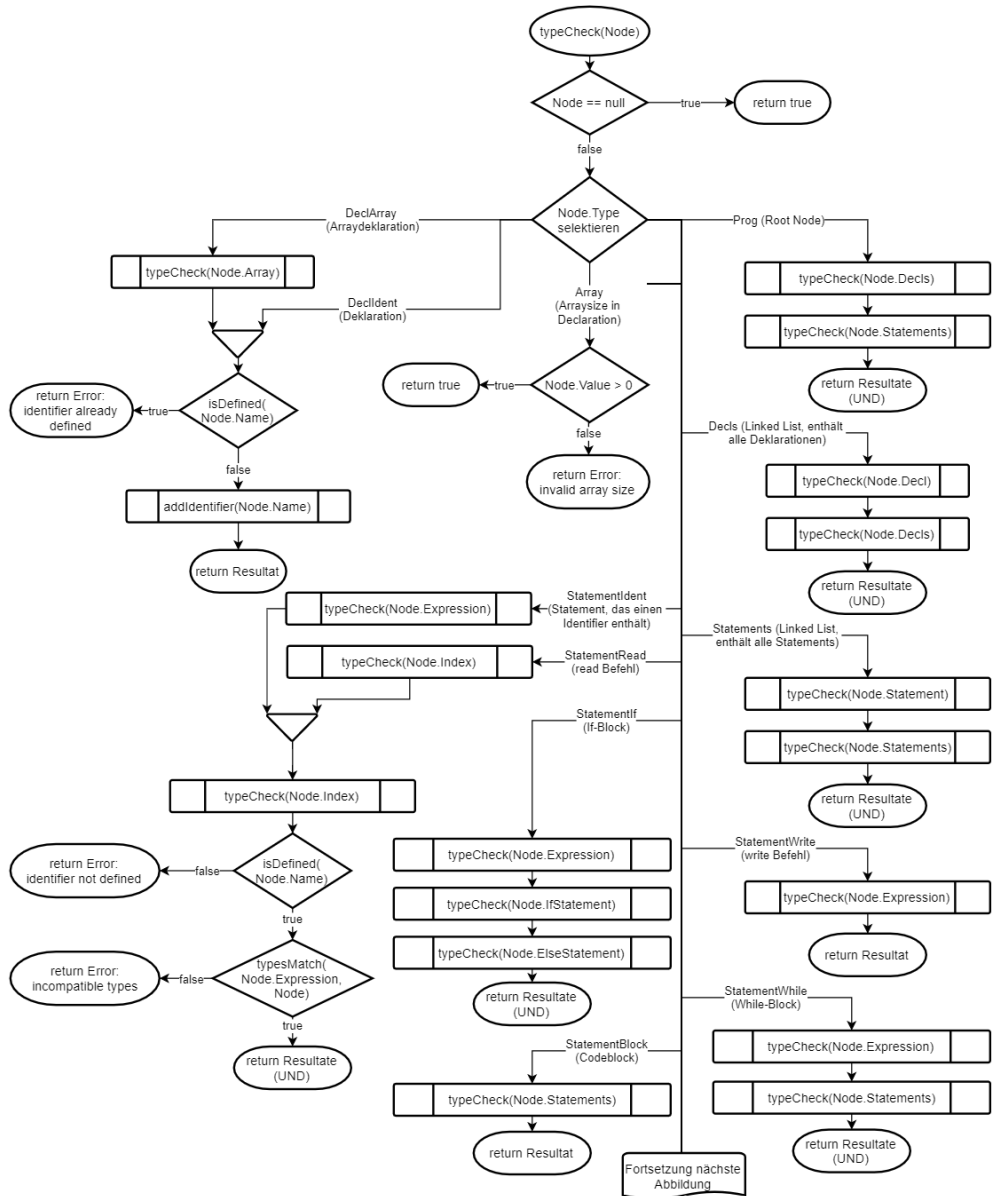 typeCheck(Node)
Node == null
true
return true
false
Node.Type
selektieren
DeclArray
(Arraydeklaration)
typeCheck(Node.Array)
DeclIdent
(Deklaration)
isDefined(
Node.Name)
true
return Error:
identifier already
defined
false
addIdentifier(Node.Name)
return Resultat
Array
(Arraysize in
Declaration)
Node.Value > 0
true
return true
false
return Error:
invalid array size
Prog (Root Node)
typeCheck(Node.Decls)
typeCheck(Node.Statements)
return Resultate
(UND)
Decls (Linked List, enthält
alle Deklarationen)
typeCheck(Node.Decl)
typeCheck(Node.Decls)
return Resultate
(UND)
StatementIdent
(Statement, das einen
Identifier enthält)
typeCheck(Node.Expression)
StatementRead
(read Befehl)
typeCheck(Node.Index)
typeCheck(Node.Index)
isDefined(
Node.Name)
false
return Error:
identifier not defined
true
typesMatch(
Node.Expression,
Node)
false
return Error:
incompatible types
true
return Resultate
(UND)
Statements (Linked List,
enthält alle Statements)
typeCheck(Node.Statement)
typeCheck(Node.Statements)
return Resultate
(UND)
StatementIf
(If-Block)
typeCheck(Node.Expression)
typeCheck(Node.IfStatement)
typeCheck(Node.ElseStatement)
return Resultate
(UND)
StatementWrite
(write Befehl)
typeCheck(Node.Expression)
return Resultat
StatementWhile
(While-Block)
typeCheck(Node.Expression)
typeCheck(Node.Statements)
return Resultate
(UND)
StatementBlock
(Codeblock)
typeCheck(Node.Statements)
return Resultat
Fortsetzung nächste
Abbildung